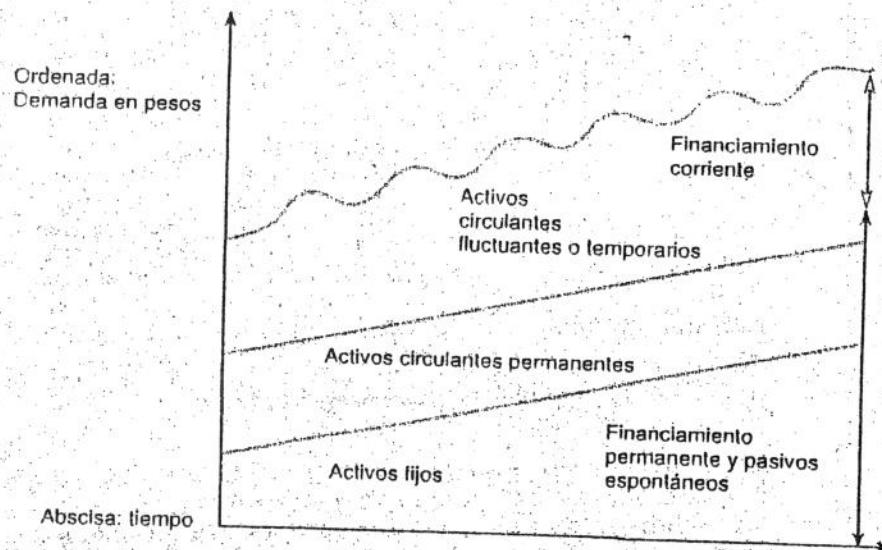 Ordenada:
Demanda en pesos
Financiamiento
corriente
Activos
circulantes
fluctuantes o temporarios
Activos circulantes permanentes
Financiamiento
permanente y pasivos
espontáneos
Activos fijos
Abscisa: tiempo